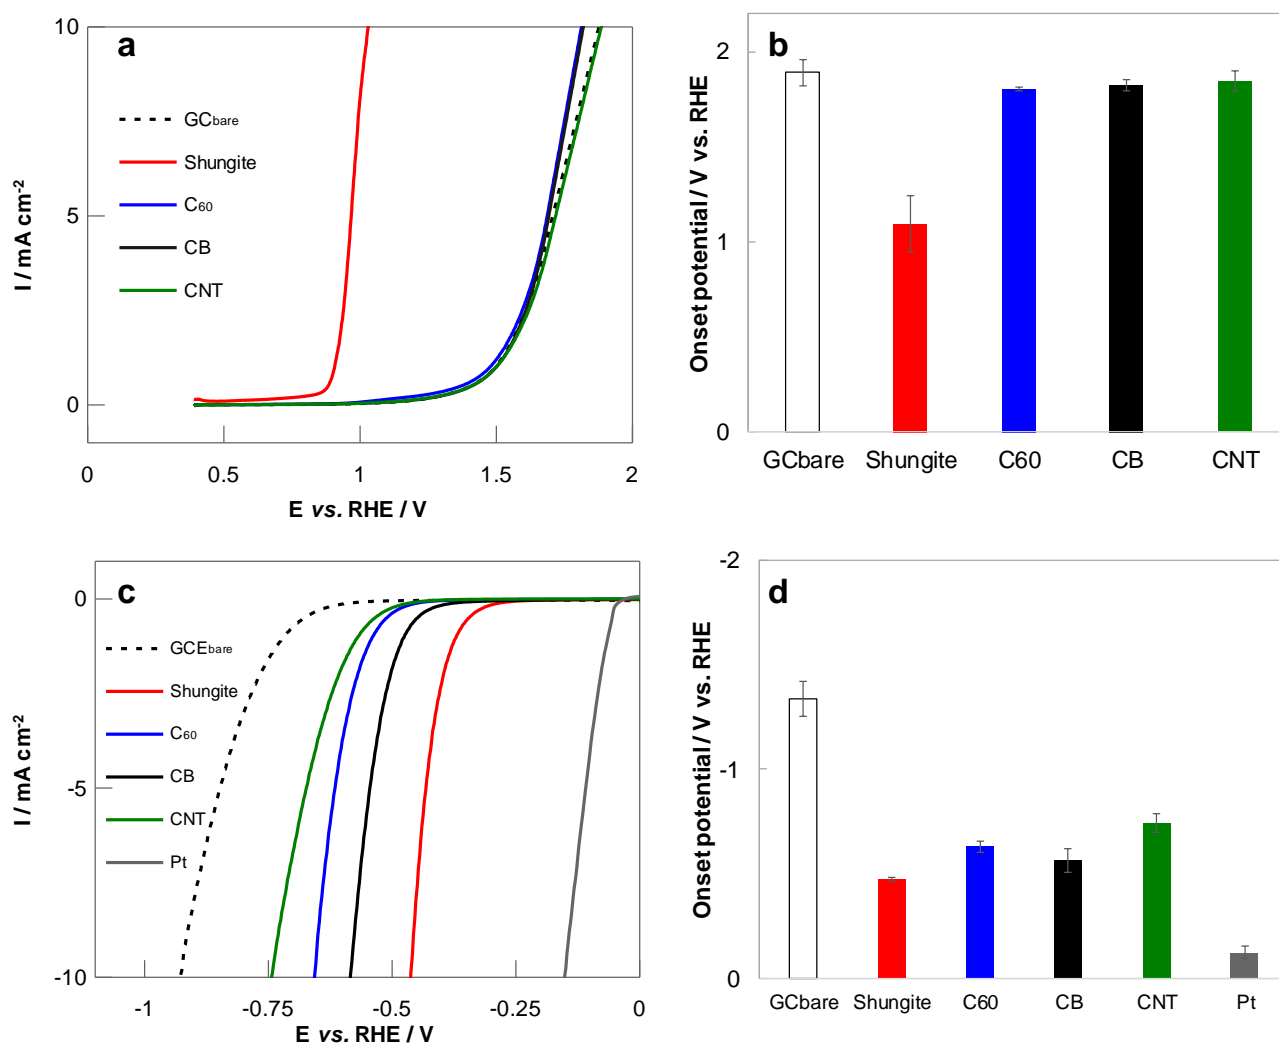 a
10
5
0
I / mA cm-2
GCbare
Shungite
C60
CB
CNT
0
0.5
1
1.5
2
E vs. RHE / V
b
2
1
0
Onset potential / V vs. RHE
GCbare
Shungite
C60
CB
CNT
c
0
-5
-10
I / mA cm-2
GCEbare
Shungite
C60
CB
CNT
Pt
-1
-0.75
-0.5
-0.25
0
E vs. RHE / V
d
-2
-1
0
Onset potential / V vs. RHE
GCbare
Shungite
C60
CB
CNT
Pt